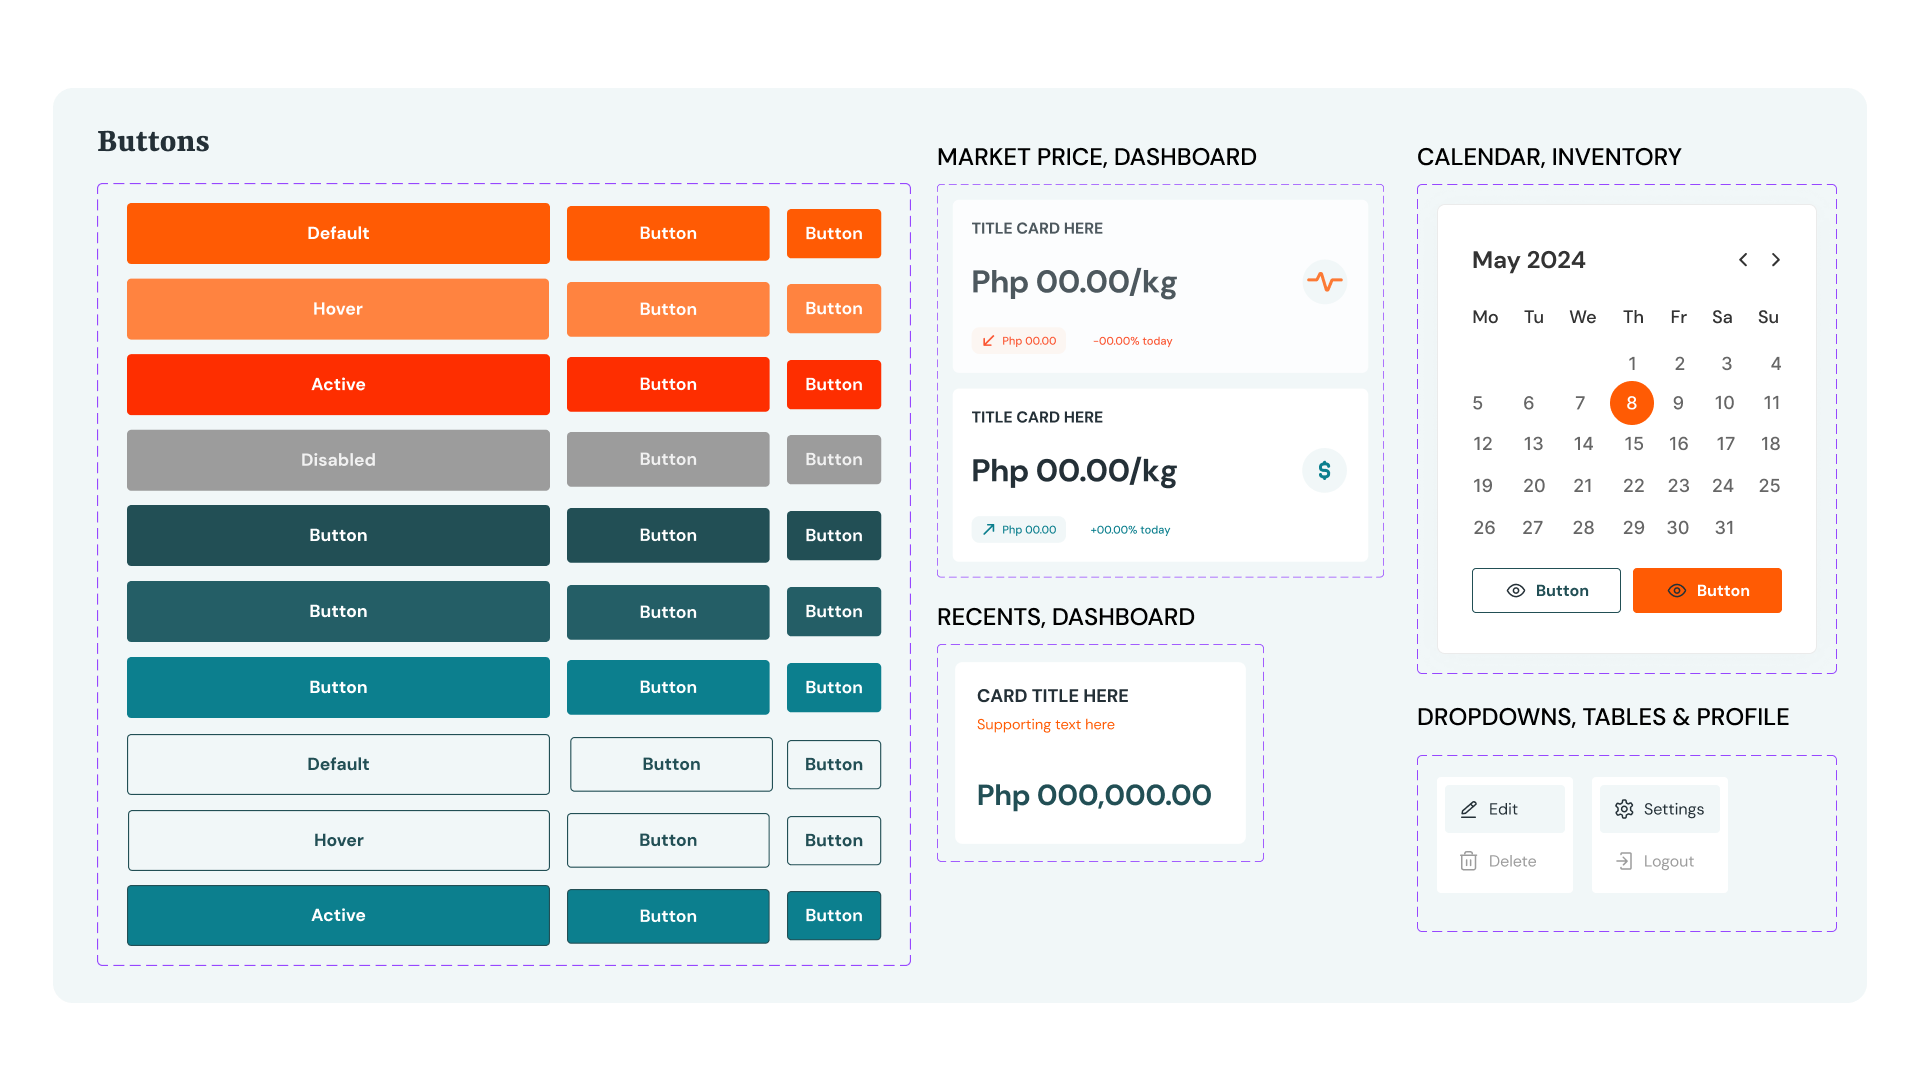 Buttons
Default Button Button
Hover Button Button
Active Button Button
Disabled Button Button
Button Button Button
Button Button Button
Button Button Button
Default Button Button
Hover Button Button
Active Button Button
MARKET PRICE, DASHBOARD
TITLE CARD HERE
Php 00.00/kg
Php 00.00 -00.00% today
TITLE CARD HERE
Php 00.00/kg
$
Php 00.00 +00.00% today
RECENTS, DASHBOARD
CARD TITLE HERE
Supporting text here
Php 000,000.00
CALENDAR, INVENTORY
May 2024
Mo Tu We Th Fr Sa Su
1 2 3 4
5 6 7 8 9 10 11
12 13 14 15 16 17 18
19 20 21 22 23 24 25
26 27 28 29 30 31
Button Button
DROPDOWNS, TABLES & PROFILE
Edit Settings
Delete Logout